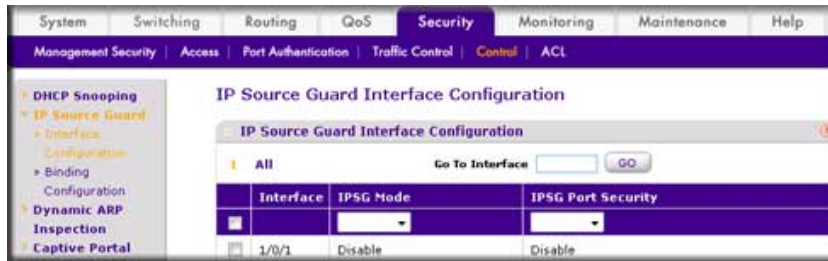 System Switching Routing QoS Security Monitoring Maintenance Help
Management Security | Access | Port Authentication | Traffic Control | Control | ACL
DHCP Snooping
IP Source Guard
Interface
Configuration
Binding
Configuration
Dynamic ARP
Inspection
Captive Portal
IP Source Guard Interface Configuration
IP Source Guard Interface Configuration
1 All Go To Interface GO
Interface IPSG Mode IPSG Port Security
1/0/1 Disable Disable